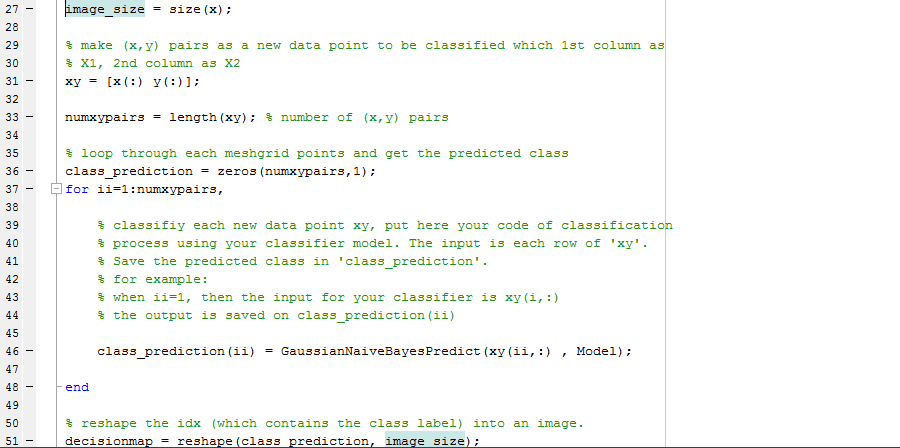 27 – image_size = size(x);
28
29 % make (x,y) pairs as a new data point to be classified which 1st column as
30 % X1, 2nd column as X2
31 – xy = [x(:) y(:)];
32
33 – numxypairs = length(xy); % number of (x,y) pairs
34
35 % loop through each meshgrid points and get the predicted class
36 – class_prediction = zeros(numxypairs,1);
37 – for ii=1:numxypairs,
38
39 % classifiy each new data point xy, put here your code of classification
40 % process using your classifier model. The input is each row of 'xy'.
41 % Save the predicted class in 'class_prediction'.
42 % for example:
43 % when ii=1, then the input for your classifier is xy(i,:)
44 % the output is saved on class_prediction(ii)
45
46 – class_prediction(ii) = GaussianNaiveBayesPredict(xy(ii,:) , Model);
47
48 – end
49
50 % reshape the idx (which contains the class label) into an image.
51 – decisionmap = reshape(class_prediction, image_size);